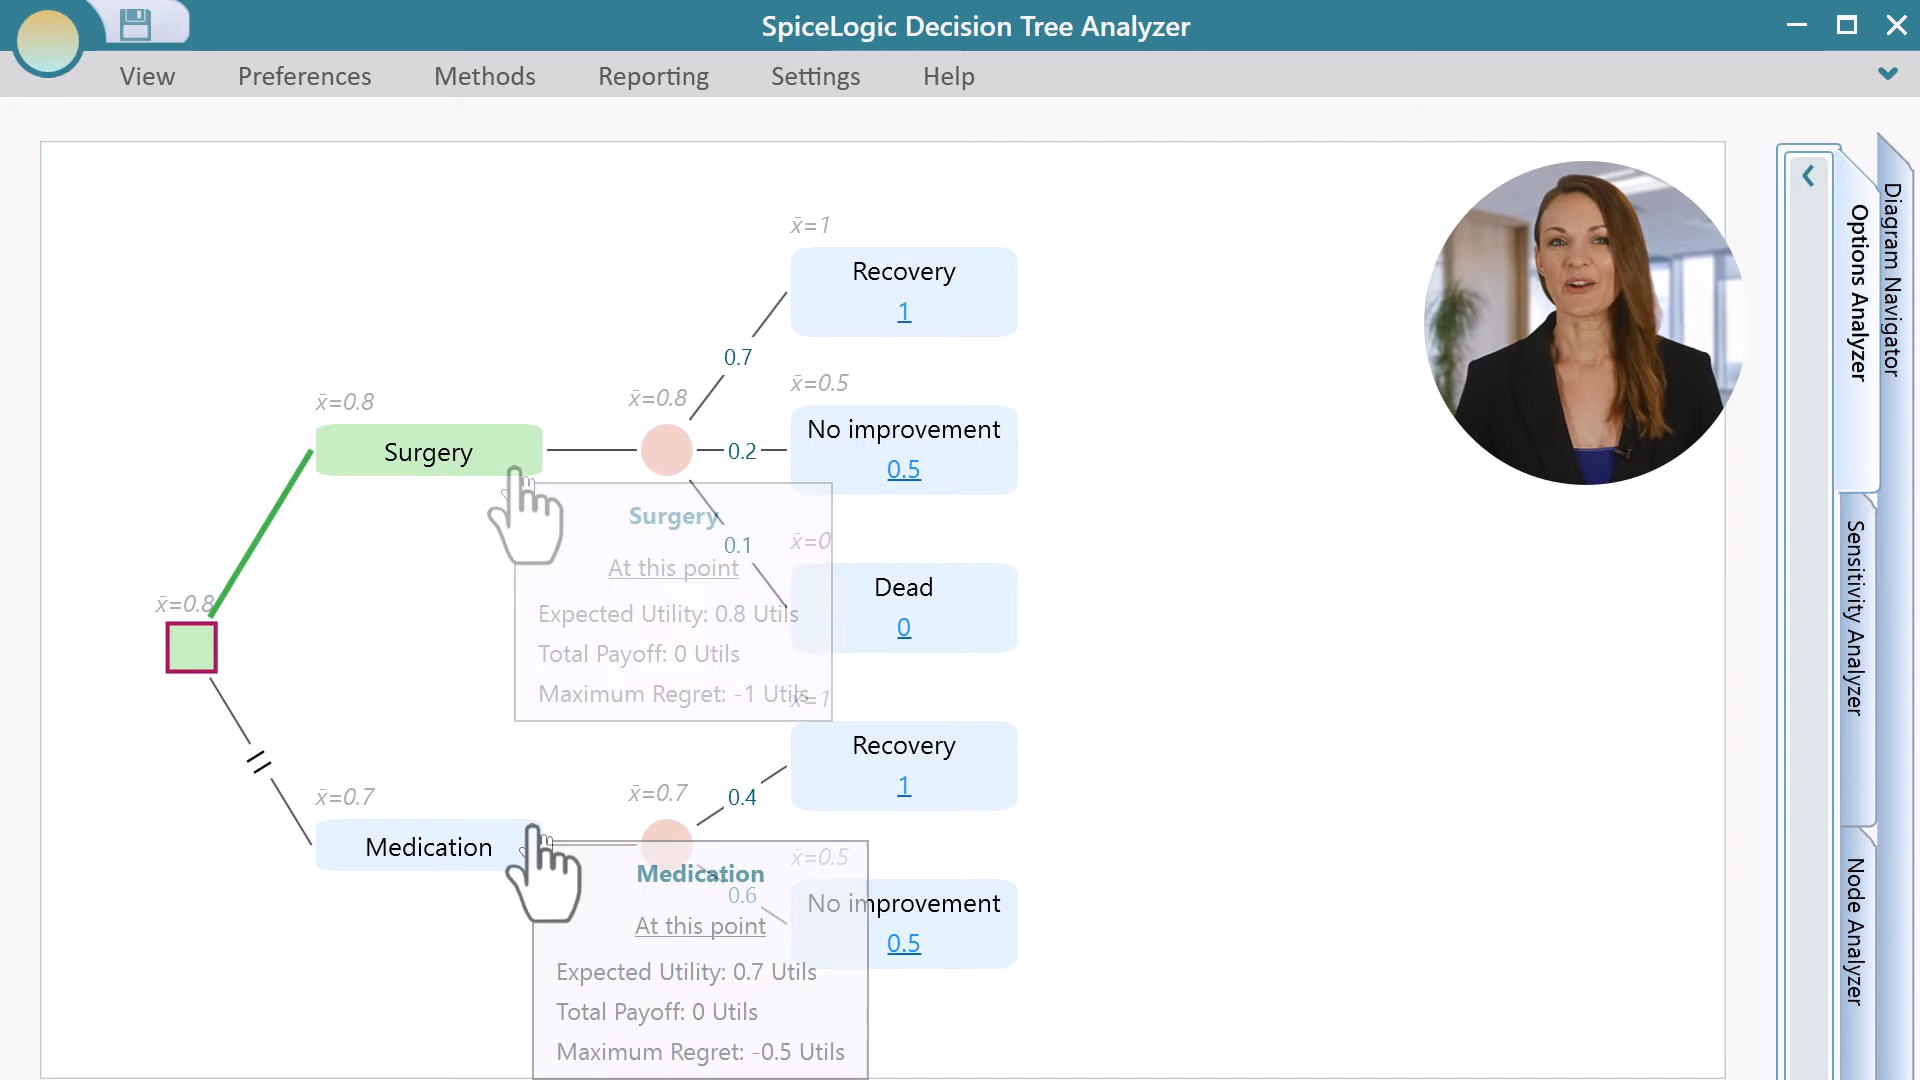 SpiceLogic Decision Tree Analyzer
View Preferences Methods Reporting Settings Help
x̄=1
Recovery
1
0.7
x̄=0.5
No improvement
0.5
0.2
x̄=0.8
Surgery
x̄=0.8
Surgery
At this point
Expected Utility: 0.8 Utils
Total Payoff: 0 Utils
Maximum Regret: -1 Utils
0.1
x̄=0
Dead
0
x̄=0.8
x̄=1
Recovery
1
0.4
x̄=0.7
Medication
x̄=0.7
Medication
At this point
Expected Utility: 0.7 Utils
Total Payoff: 0 Utils
Maximum Regret: -0.5 Utils
0.6
x̄=0.5
No improvement
0.5
Diagram Navigator
Options Analyzer
Sensitivity Analyzer
Node Analyzer